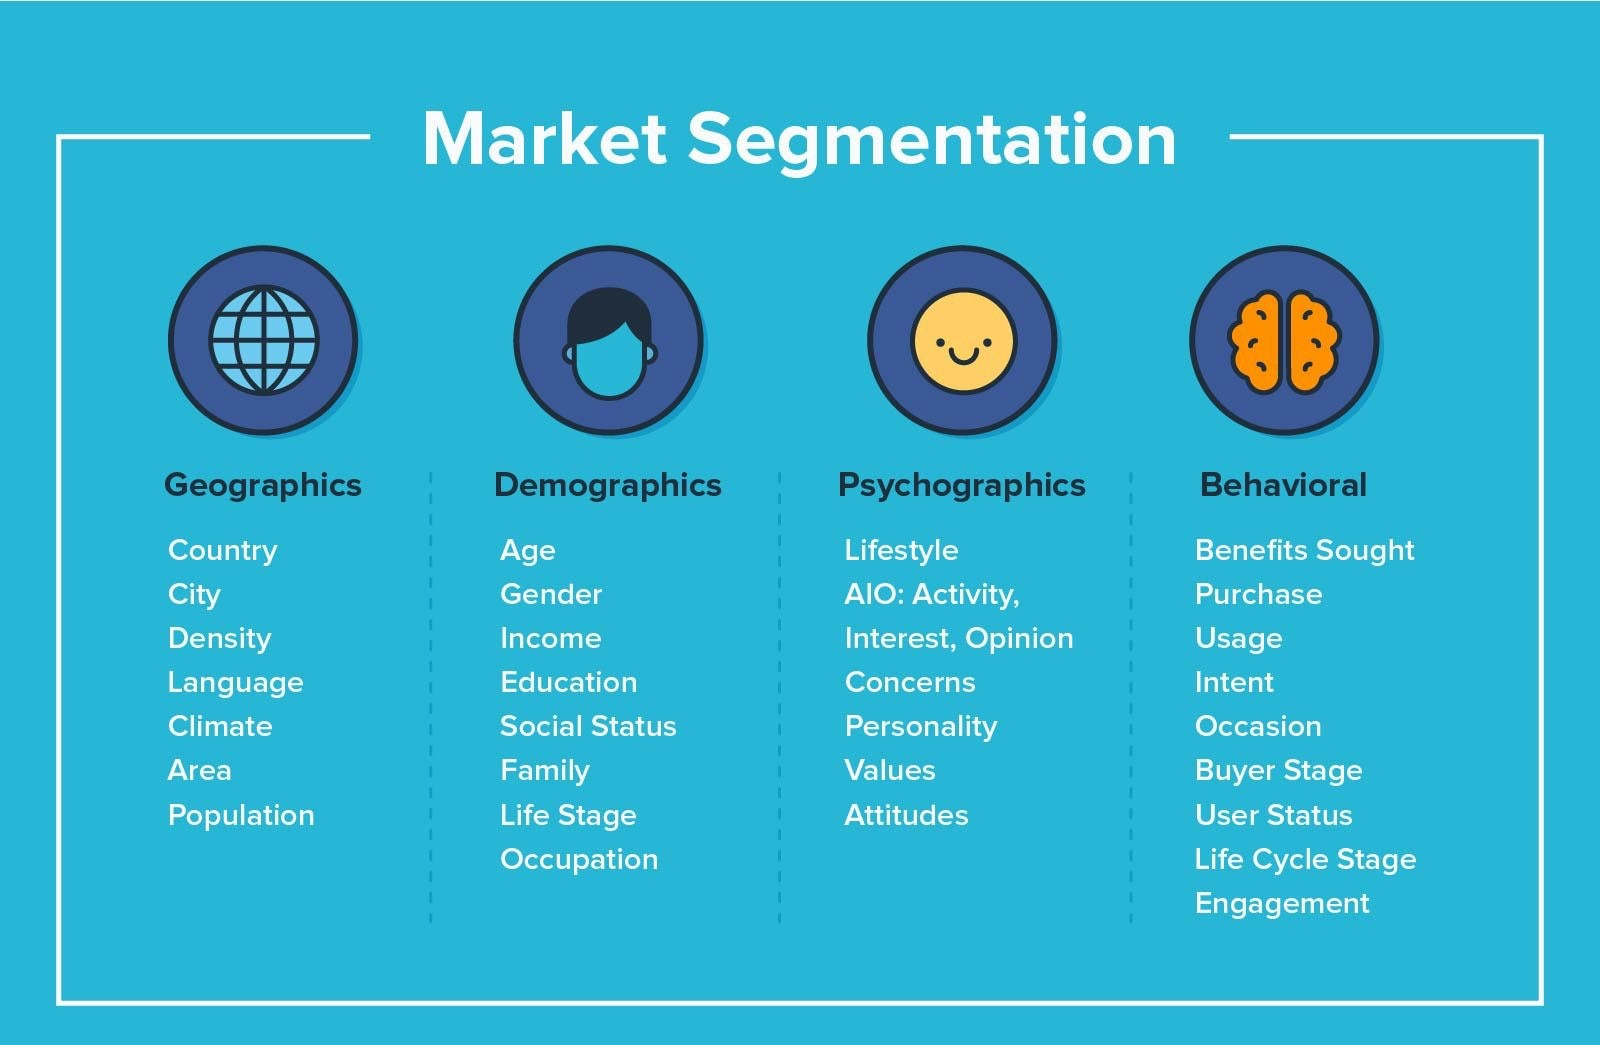 Market Segmentation
Geographics
Country
City
Density
Language
Climate
Area
Population
Demographics
Age
Gender
Income
Education
Social Status
Family
Life Stage
Occupation
Psychographics
Lifestyle
AIO: Activity,
Interest, Opinion
Concerns
Personality
Values
Attitudes
Behavioral
Benefits Sought
Purchase
Usage
Intent
Occasion
Buyer Stage
User Status
Life Cycle Stage
Engagement